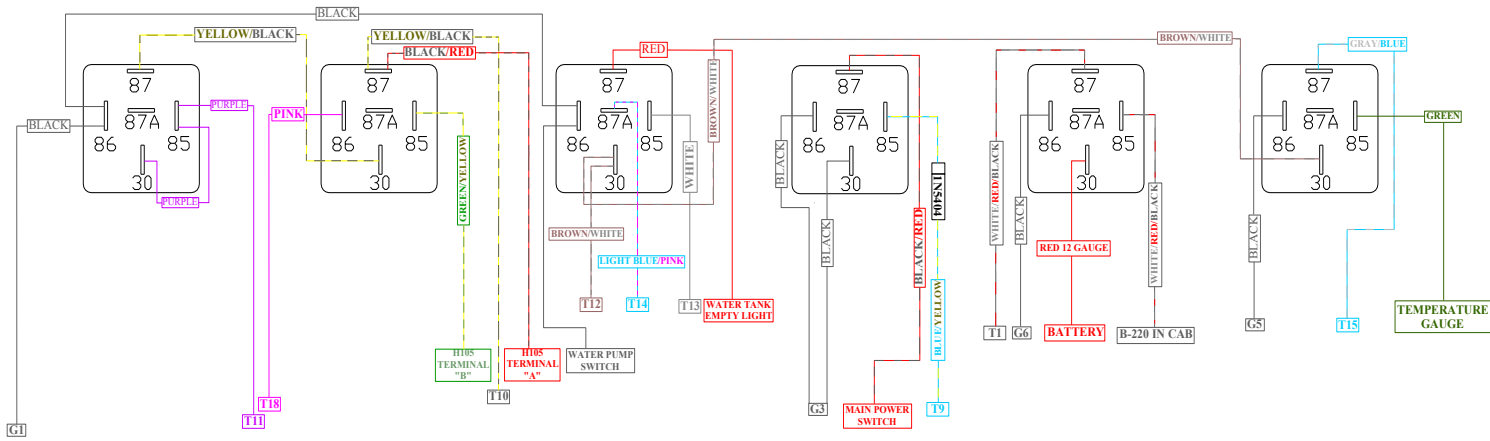 BLACK
YELLOW/BLACK
YELLOW/BLACK
BLACK/RED
RED
BROWN/WHITE
GRAY/BLUE
87
87A
86
85
30
PURPLE
PURPLE
BLACK
87
87A
86
85
30
PINK
GREEN/YELLOW
87
87A
86
85
30
WHITE
BROWN/WHITE
BROWN/WHITE
LIGHT BLUE/PINK
87
87A
86
85
30
BLACK
BLACK
1N5404
BLACK/RED
BLUE/YELLOW
87
87A
86
85
30
WHITE/RED/BLACK
BLACK
RED 12 GAUGE
WHITE/RED/BLACK
87
87A
86
85
30
BLACK
GREEN
T12
T14
T13
WATER TANK
EMPTY LIGHT
T1
G6
BATTERY
B-220 IN CAB
G5
T15
TEMPERATURE
GAUGE
H105
TERMINAL
"B"
H105
TERMINAL
"A"
WATER PUMP
SWITCH
T10
T18
T11
G1
G3
MAIN POWER
SWITCH
T9